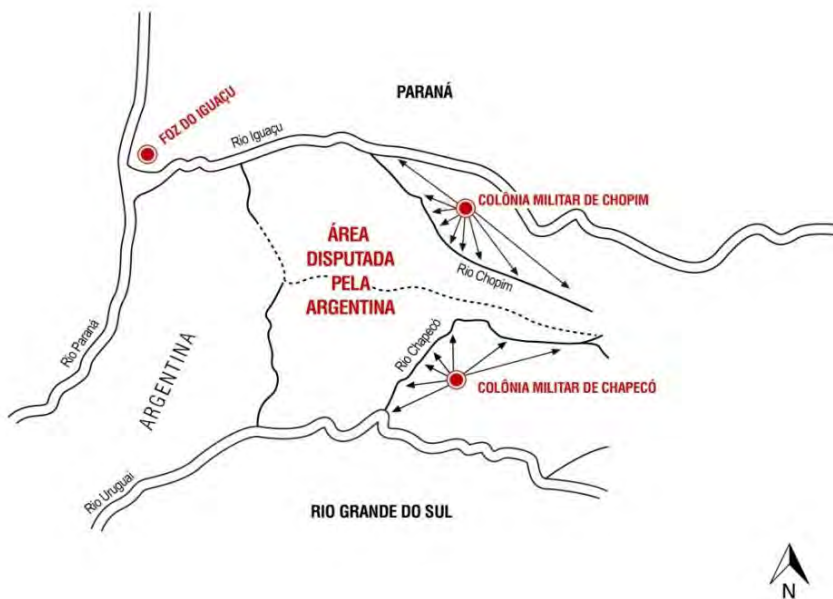 PARANÁ
FOZ DO IGUAÇU
Rio Iguaçu
COLÔNIA MILITAR DE CHOPIM
ÁREA
DISPUTADA
PELA
ARGENTINA
Rio Chopim
Rio Paraná
ARGENTINA
Rio Chapecó
COLÔNIA MILITAR DE CHAPECÓ
Rio Uruguai
RIO GRANDE DO SUL
N